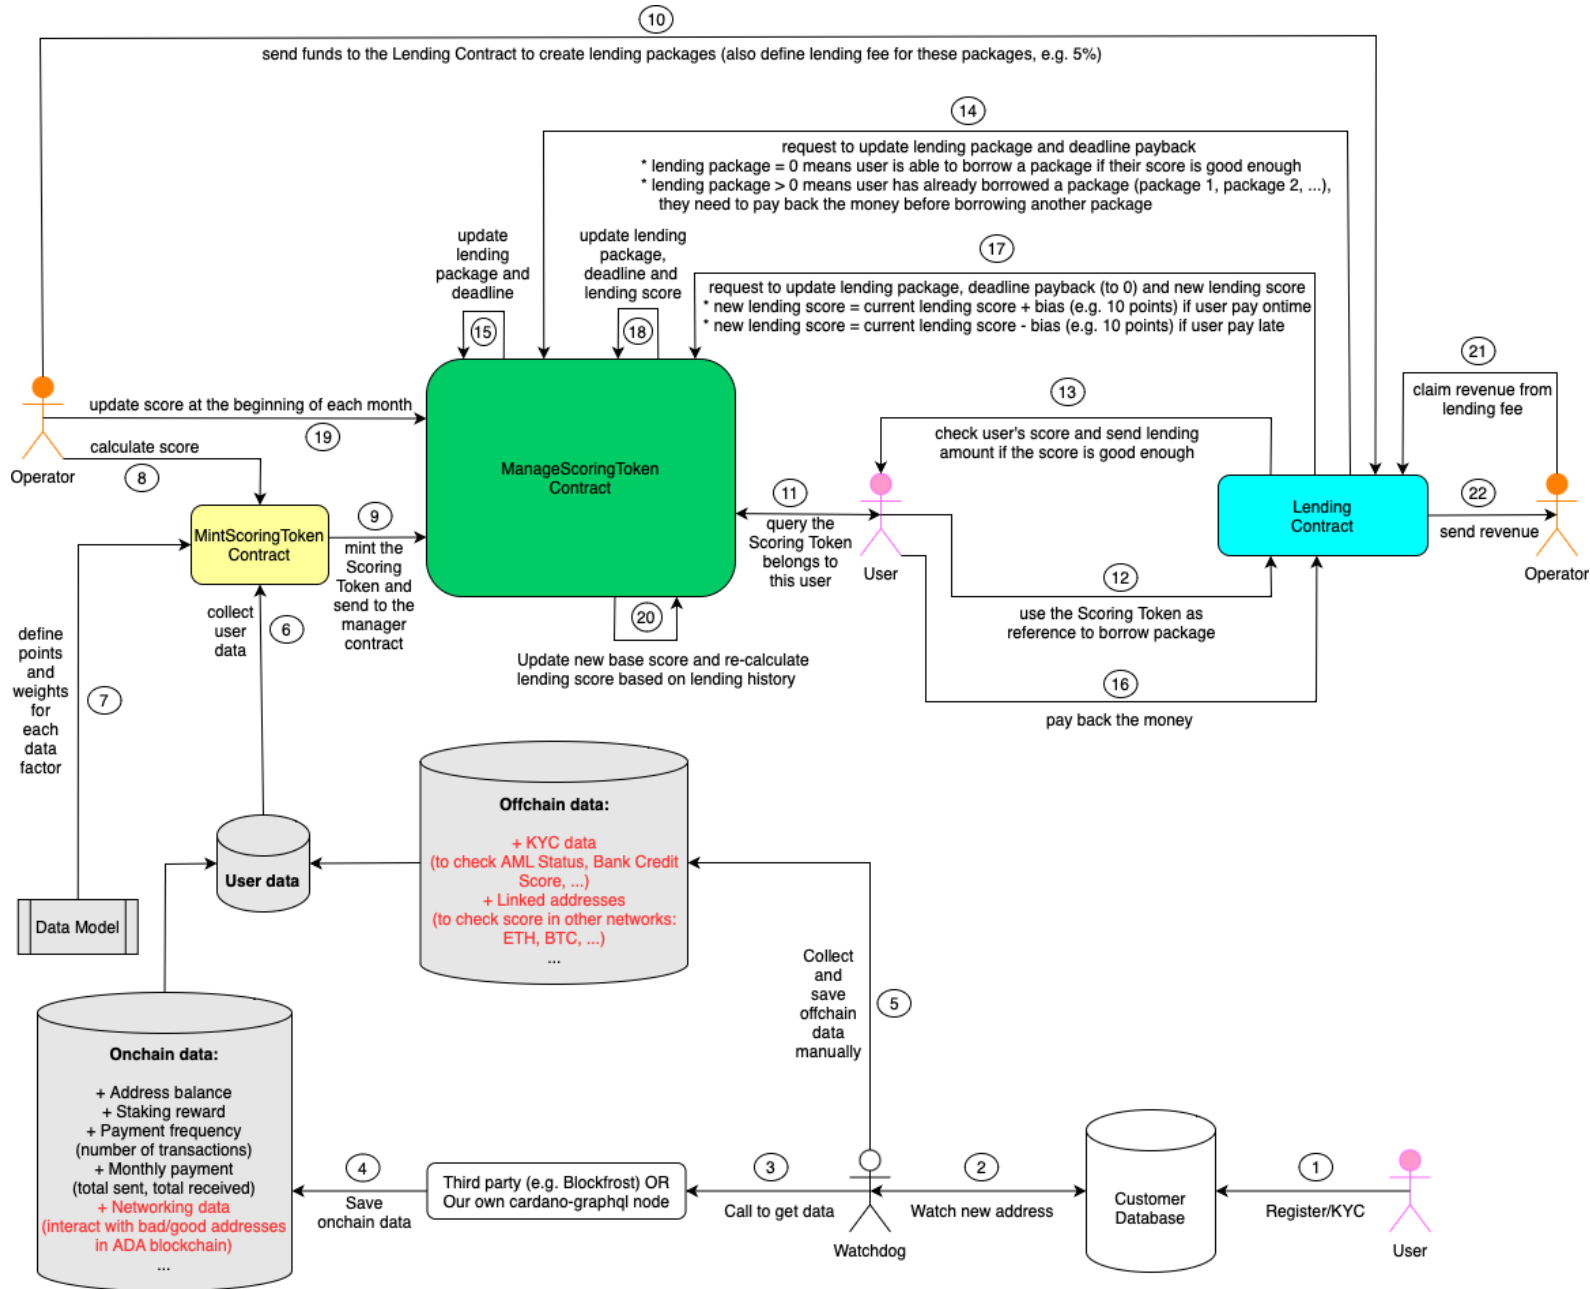 10
send funds to the Lending Contract to create lending packages (also define lending fee for these packages, e.g. 5%)
14
request to update lending package and deadline payback
* lending package = 0 means user is able to borrow a package if their score is good enough
* lending package > 0 means user has already borrowed a package (package 1, package 2, ...),
they need to pay back the money before borrowing another package
update
lending
package and
deadline
15
update lending
package,
deadline and
lending score
18
17
request to update lending package, deadline payback (to 0) and new lending score
* new lending score = current lending score + bias (e.g. 10 points) if user pay ontime
* new lending score = current lending score - bias (e.g. 10 points) if user pay late
21
claim revenue from
lending fee
update score at the beginning of each month
19
calculate score
8
Operator
13
check user's score and send lending
amount if the score is good enough
ManageScoringToken
Contract
11
query the
Scoring Token
belongs to
this user
User
Lending
Contract
22
send revenue
Operator
MintScoringToken
Contract
9
mint the
Scoring
Token and
send to the
manager
contract
12
use the Scoring Token as
reference to borrow package
collect
user
data
6
20
Update new base score and re-calculate
lending score based on lending history
16
pay back the money
define
points
and
weights
for
each
data
factor
7
Offchain data:
+ KYC data
(to check AML Status, Bank Credit
Score, ...)
+ Linked addresses
(to check score in other networks:
ETH, BTC, ...)
...
User data
Data Model
Collect
and
save
offchain
data
manually
5
Onchain data:
+ Address balance
+ Staking reward
+ Payment frequency
(number of transactions)
+ Monthly payment
(total sent, total received)
+ Networking data
(interact with bad/good addresses
in ADA blockchain)
...
4
Save
onchain data
Third party (e.g. Blockfrost) OR
Our own cardano-graphql node
3
Call to get data
Watchdog
2
Watch new address
Customer
Database
1
Register/KYC
User